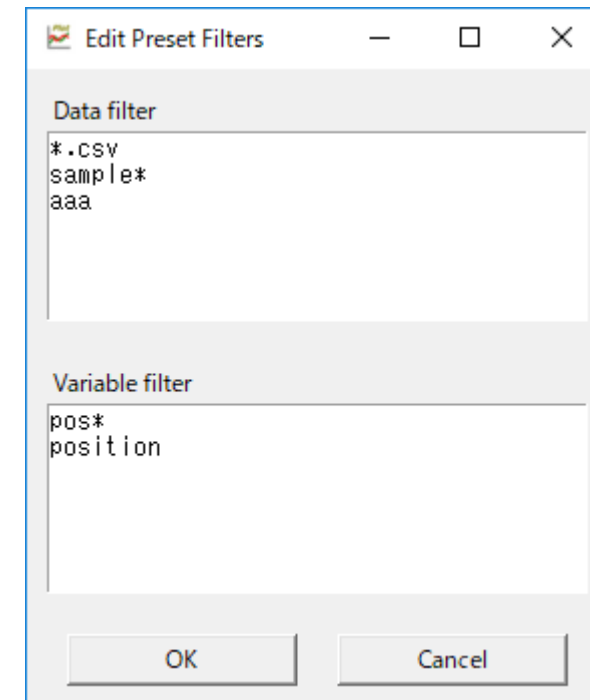 Edit Preset Filters
Data filter
*.csv
sample*
aaa
Variable filter
pos*
position
OK
Cancel